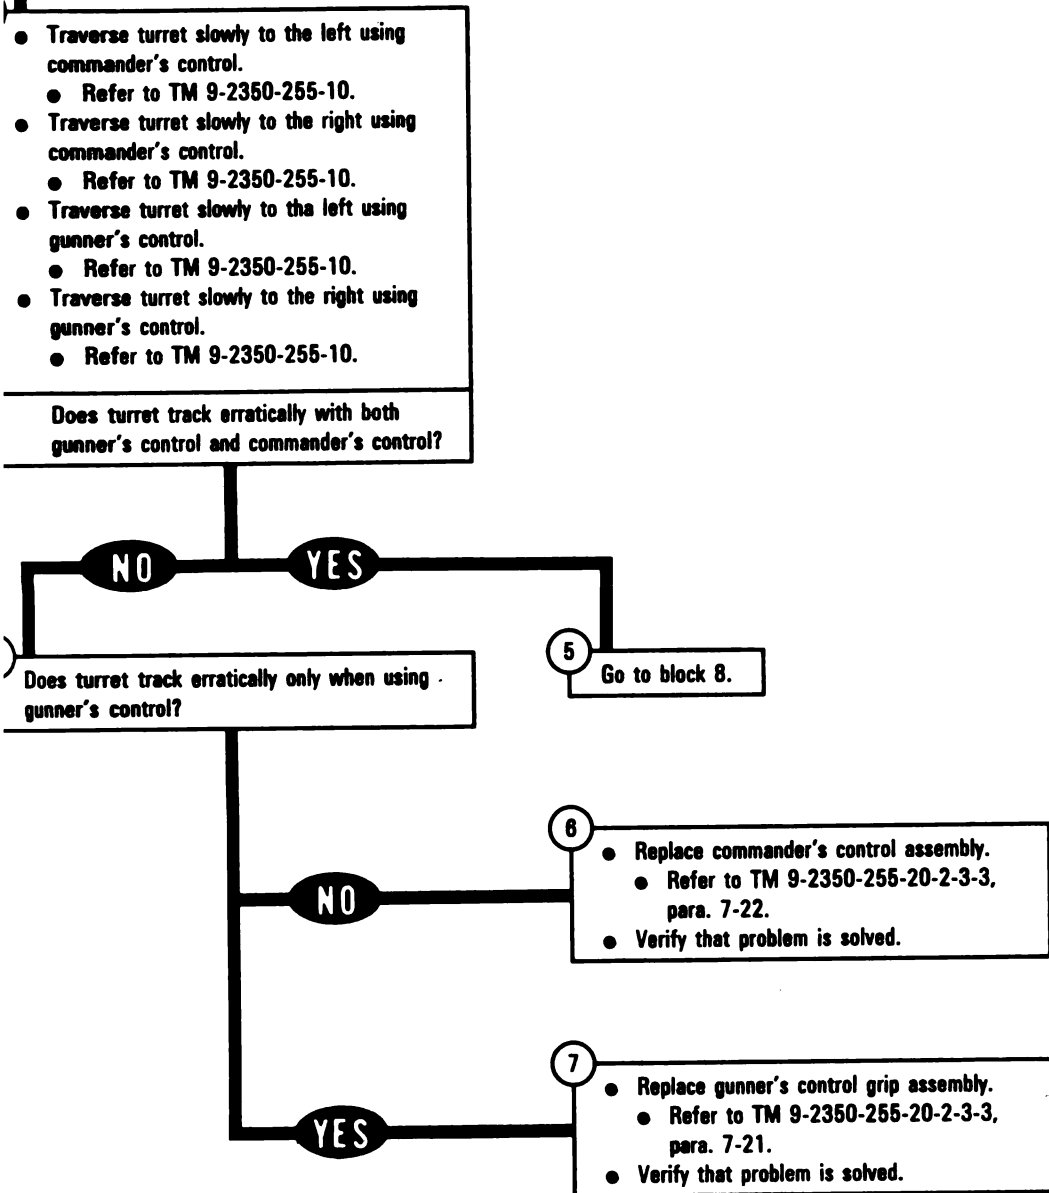 ● Traverse turret slowly to the left using
commander's control.
● Refer to TM 9-2350-255-10.
● Traverse turret slowly to the right using
commander's control.
● Refer to TM 9-2350-255-10.
● Traverse turret slowly to tha left using
gunner's control.
● Refer to TM 9-2350-255-10.
● Traverse turret slowly to the right using
gunner's control.
● Refer to TM 9-2350-255-10.
Does turret track erratically with both
gunner's control and commander's control?
NO
YES
Does turret track erratically only when using
gunner's control?
5
Go to block 8.
NO
6
● Replace commander's control assembly.
● Refer to TM 9-2350-255-20-2-3-3,
para. 7-22.
● Verify that problem is solved.
YES
7
● Replace gunner's control grip assembly.
● Refer to TM 9-2350-255-20-2-3-3,
para. 7-21.
● Verify that problem is solved.